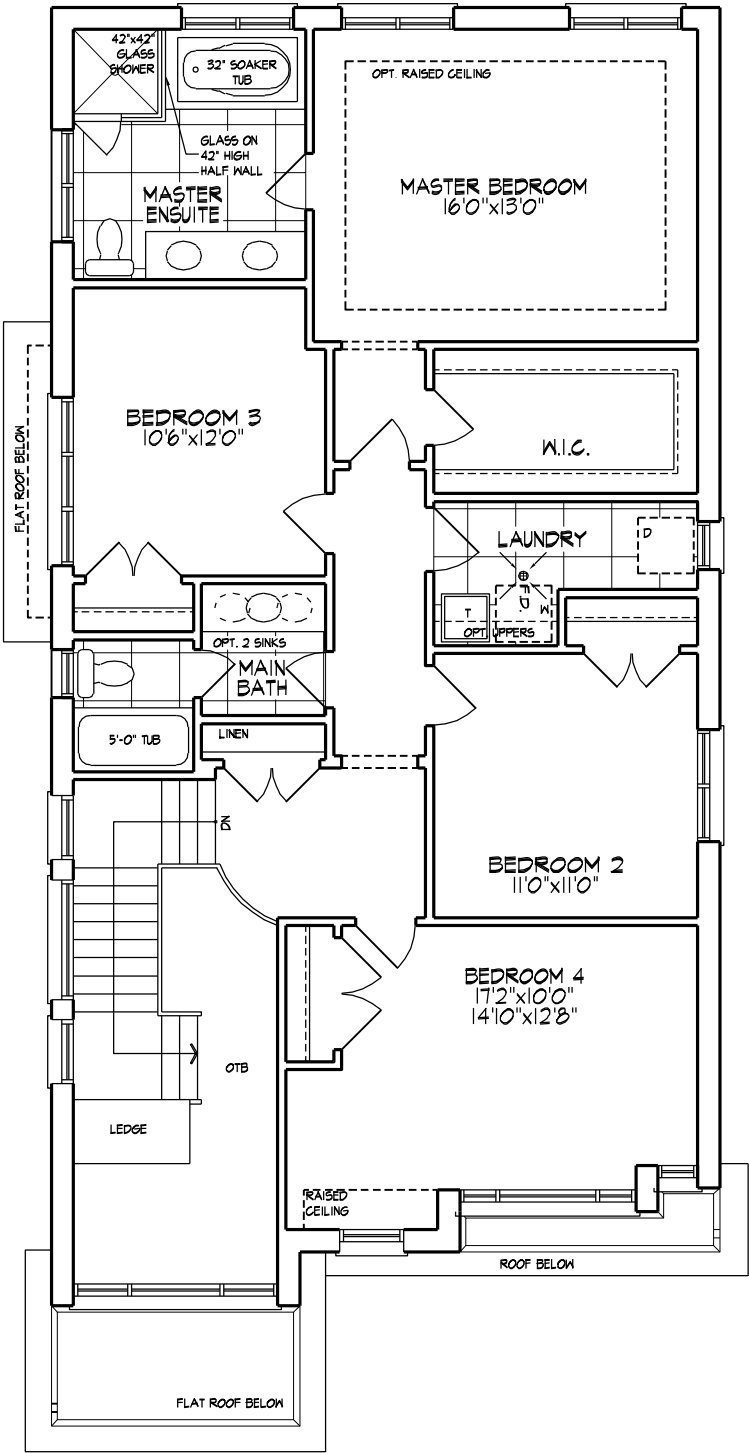 42"x42"
GLASS
SHOWER
32" SOAKER
TUB
OPT. RAISED CEILING
GLASS ON
42" HIGH
HALF WALL
MASTER
ENSUITE
MASTER BEDROOM
16'0"x13'0"
BEDROOM 3
10'6"x12'0"
FLAT ROOF BELOW
W.I.C.
LAUNDRY
D
F.D.
W
T
OPT. UPPERS
OPT. 2 SINKS
MAIN
BATH
5'-0" TUB
LINEN
DN
BEDROOM 2
11'0"x11'0"
BEDROOM 4
17'2"x10'0"
14'10"x12'8"
OTB
LEDGE
RAISED
CEILING
ROOF BELOW
FLAT ROOF BELOW